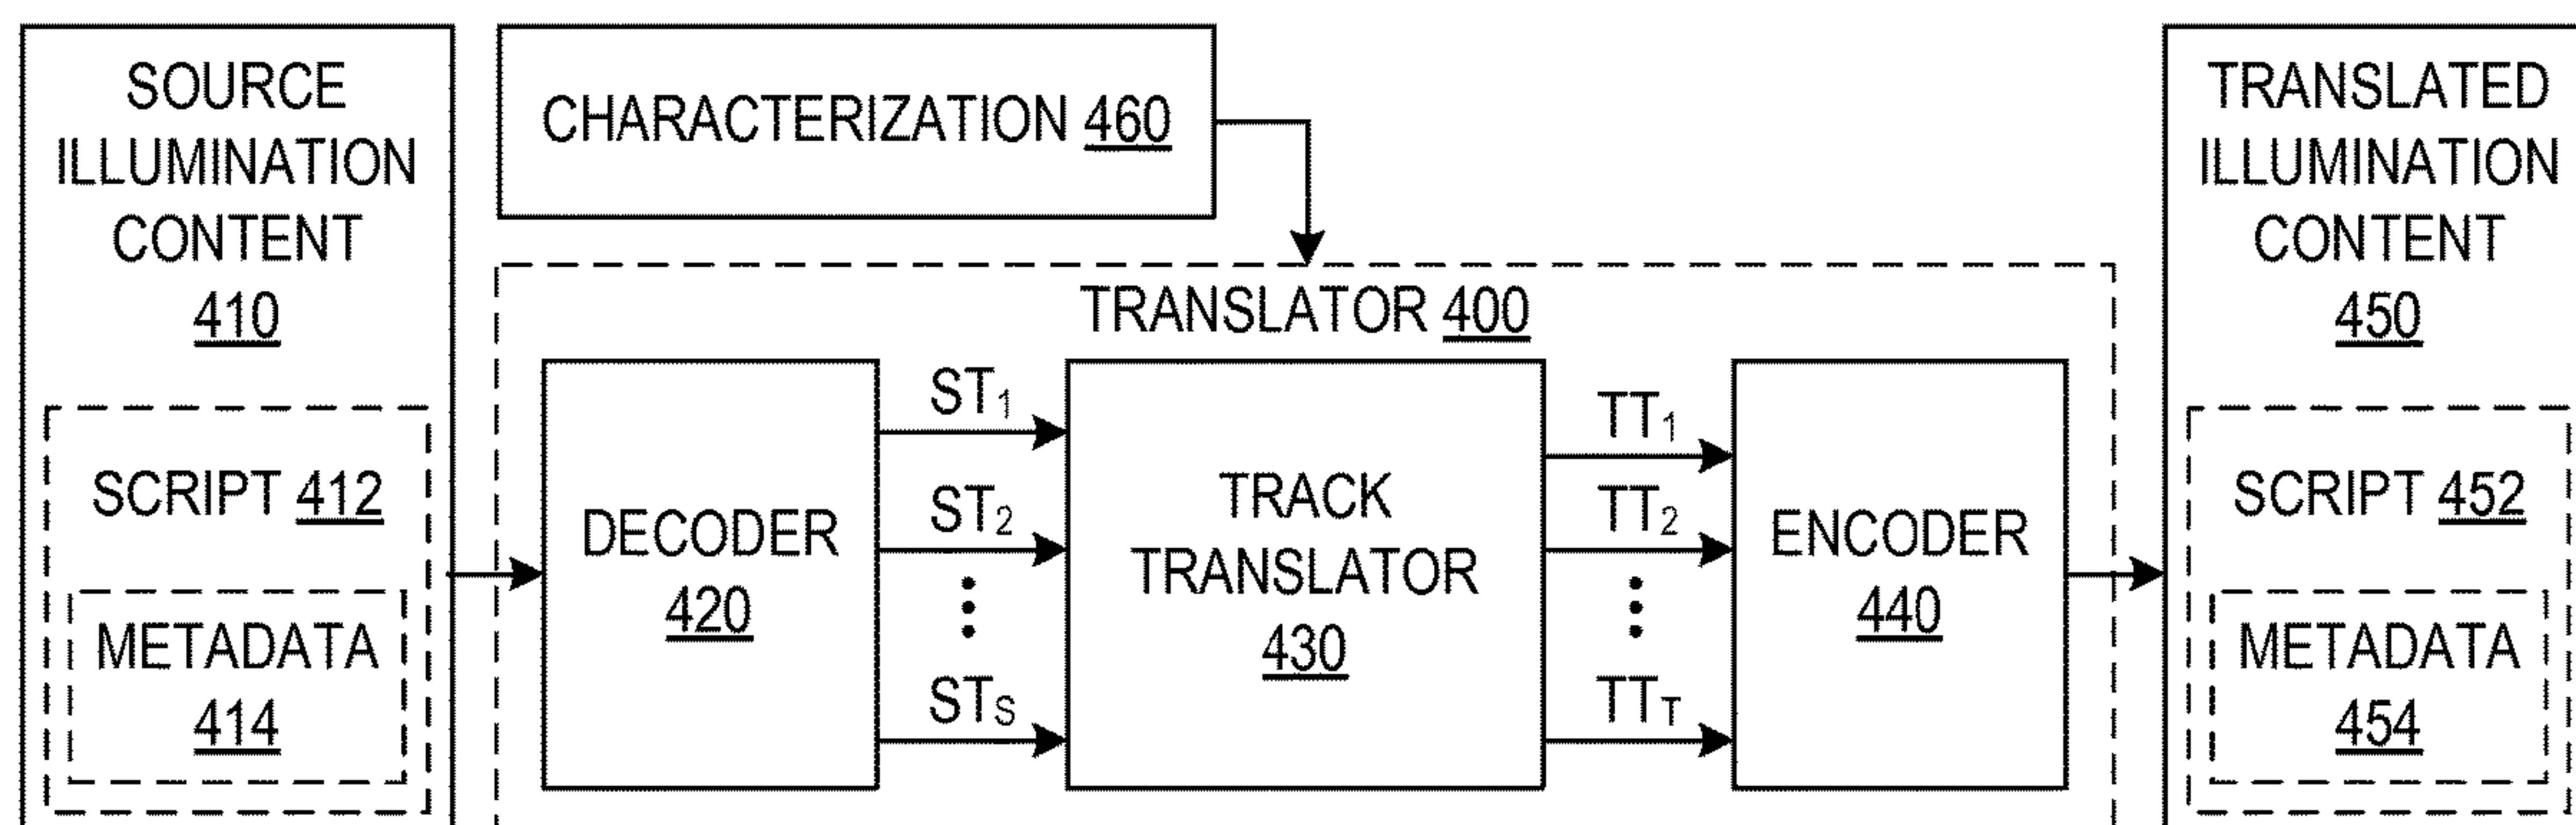 SOURCE
ILLUMINATION
CONTENT
410
SCRIPT 412
METADATA
414
CHARACTERIZATION 460
TRANSLATOR 400
DECODER
420
ST₁
ST₂
STₛ
TRACK
TRANSLATOR
430
TT₁
TT₂
TT_T
ENCODER
440
TRANSLATED
ILLUMINATION
CONTENT
450
SCRIPT 452
METADATA
454